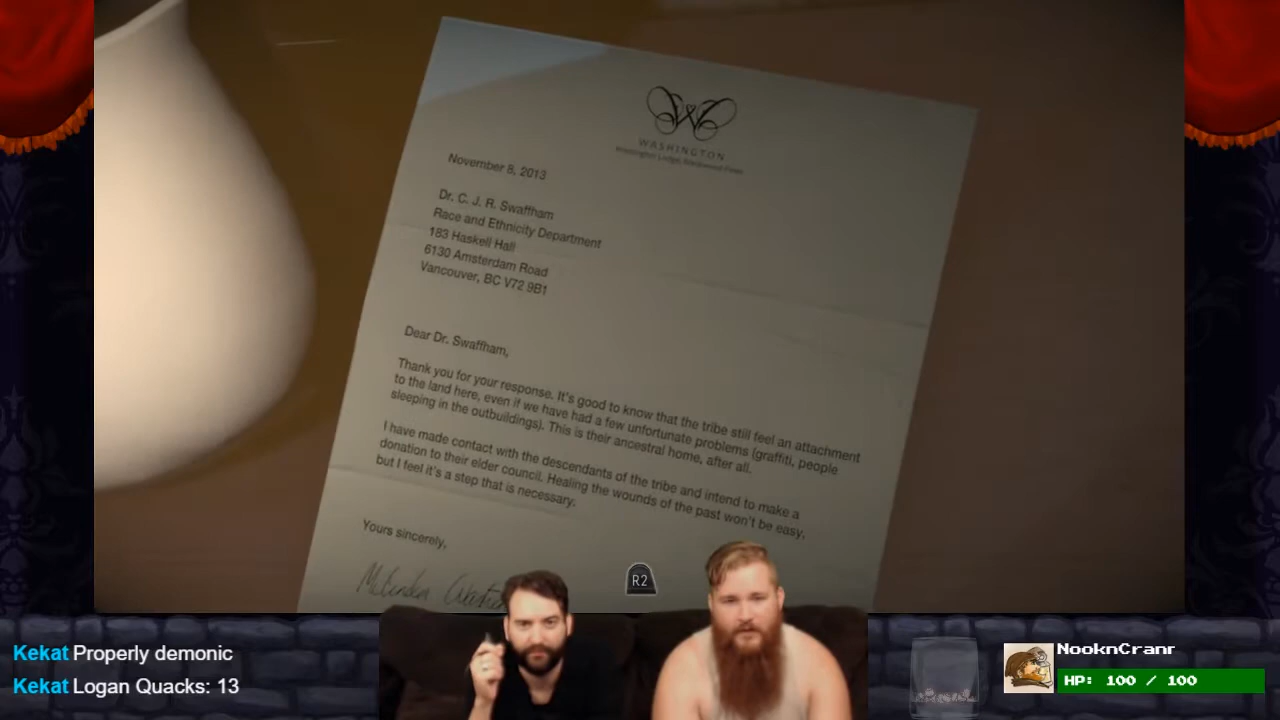 WASHINGTON
Washington Lodge, Blackwood Pines
November 8, 2013
Dr. C. J. R. Swaffham
Race and Ethnicity Department
183 Haskell Hall
6130 Amsterdam Road
Vancouver, BC V72 9B1
Dear Dr. Swaffham,
Thank you for your response. It's good to know that the tribe still feel an attachment
to the land here, even if we have had a few unfortunate problems (graffiti, people
sleeping in the outbuildings). This is their ancestral home, after all.
I have made contact with the descendants of the tribe and intend to make a
donation to their elder council. Healing the wounds of the past won't be easy,
but I feel it's a step that is necessary.
Yours sincerely,
R2
Kekat Properly demonic
Kekat Logan Quacks: 13
NooknCranr
HP: 100 / 100